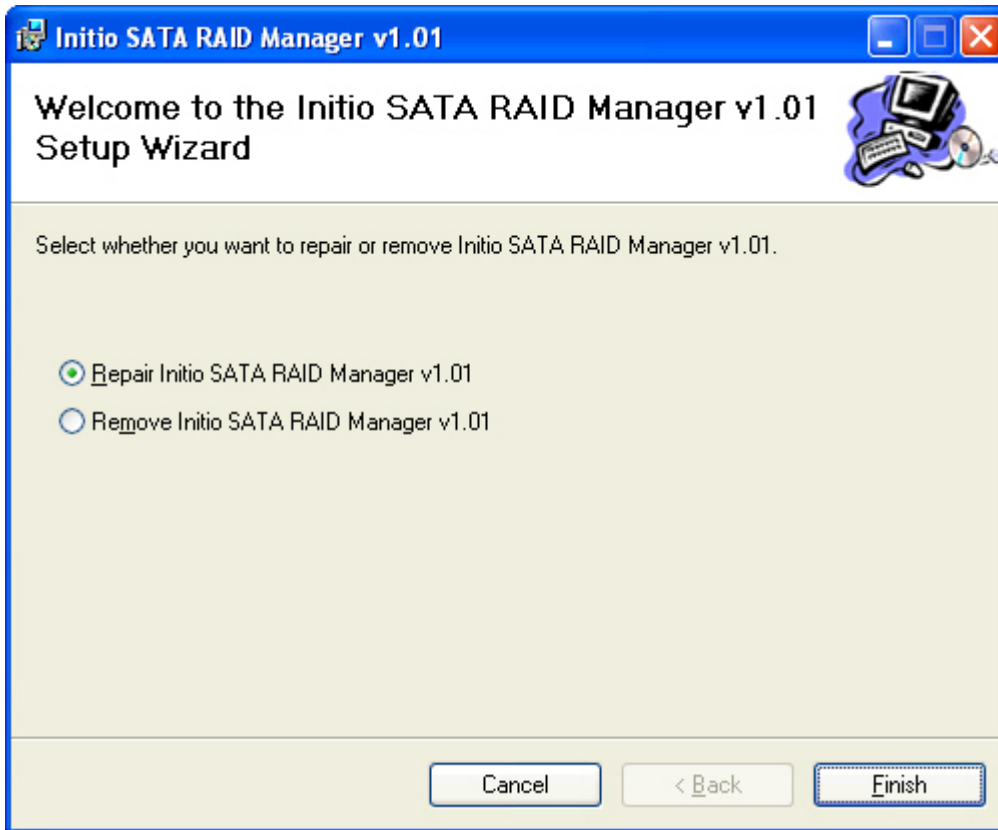 Initio SATA RAID Manager v1.01
Welcome to the Initio SATA RAID Manager v1.01
Setup Wizard
Select whether you want to repair or remove Initio SATA RAID Manager v1.01.
Repair Initio SATA RAID Manager v1.01
Remove Initio SATA RAID Manager v1.01
Cancel
< Back
Finish